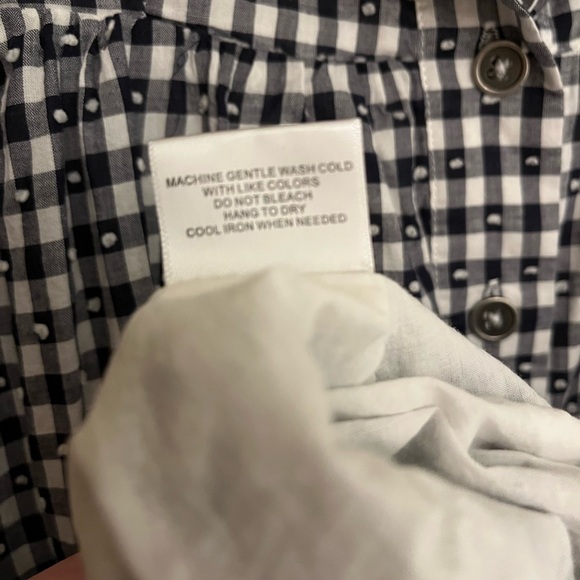 MACHINE GENTLE WASH COLD
WITH LIKE COLORS
DO NOT BLEACH
HANG TO DRY
COOL IRON WHEN NEEDED